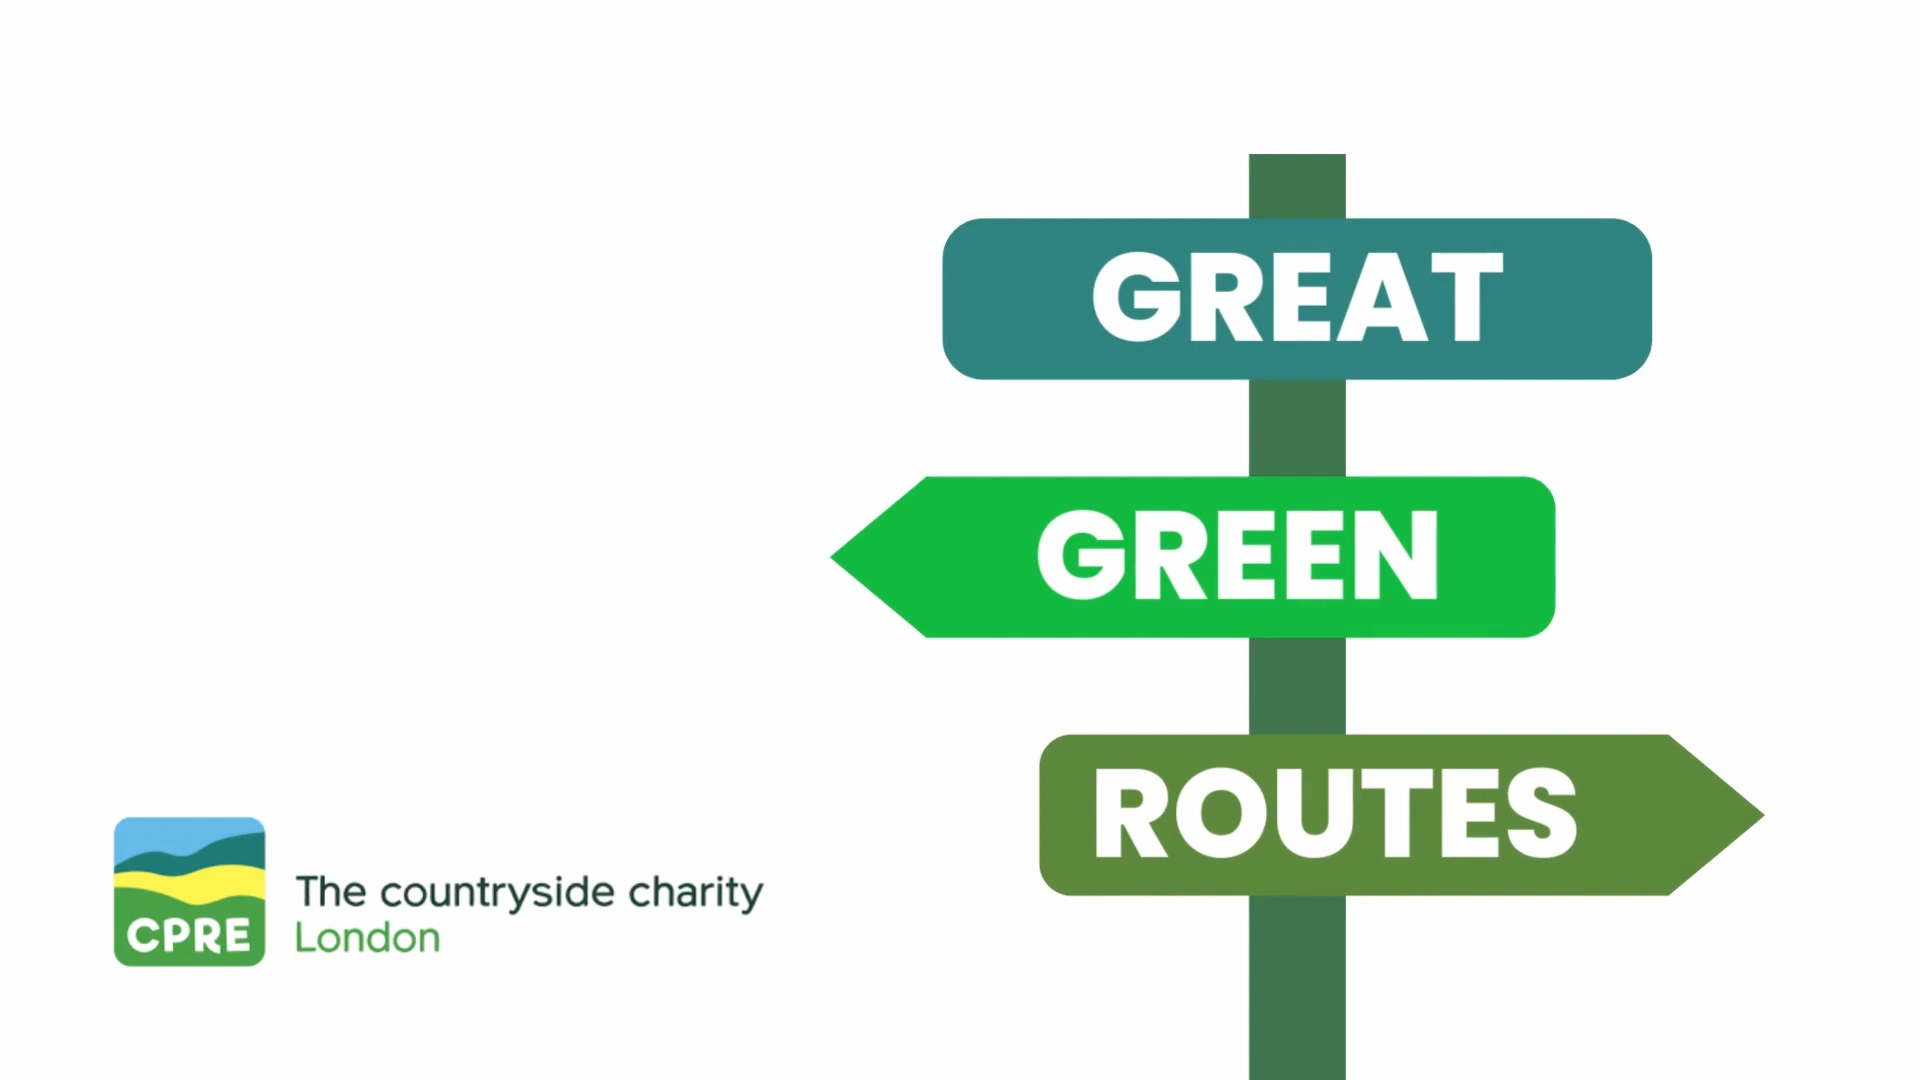 GREAT
GREEN
ROUTES
CPRE
The countryside charity
London